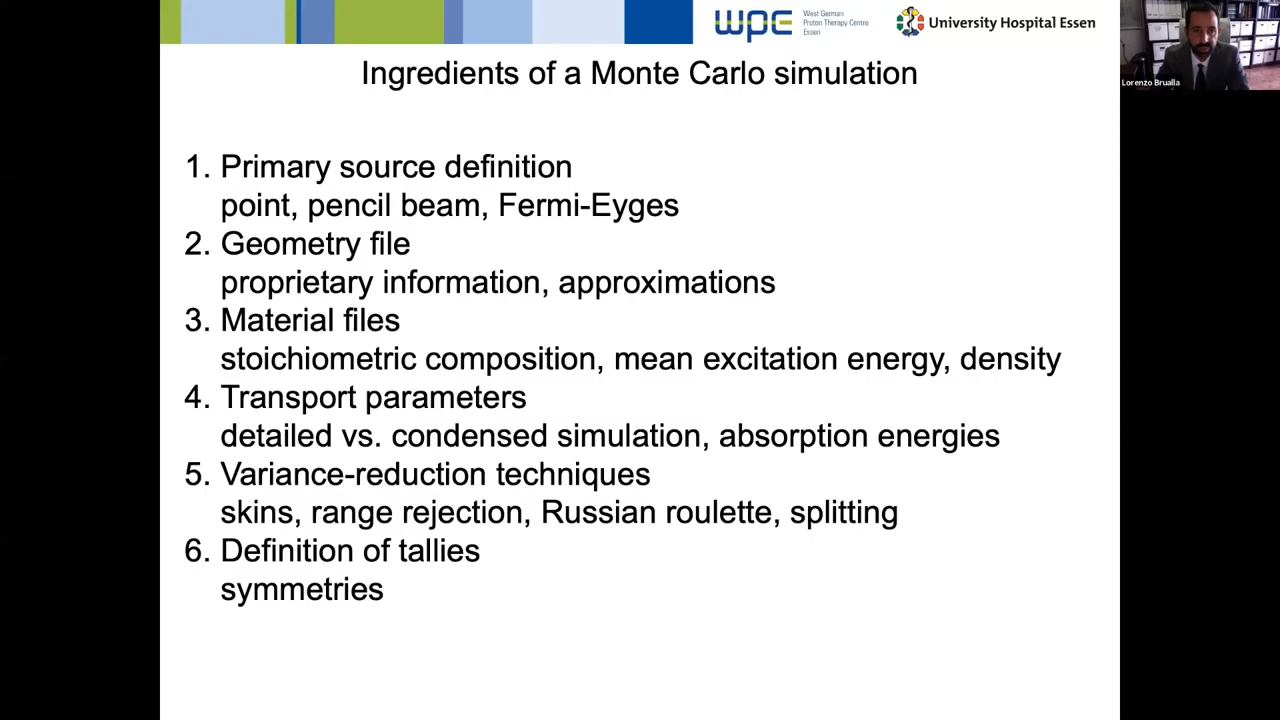 wpe
West German
Proton Therapy Centre
Essen
University Hospital Essen
Lorenzo Brualla
Ingredients of a Monte Carlo simulation
1. Primary source definition
point, pencil beam, Fermi-Eyges
2. Geometry file
proprietary information, approximations
3. Material files
stoichiometric composition, mean excitation energy, density
4. Transport parameters
detailed vs. condensed simulation, absorption energies
5. Variance-reduction techniques
skins, range rejection, Russian roulette, splitting
6. Definition of tallies
symmetries